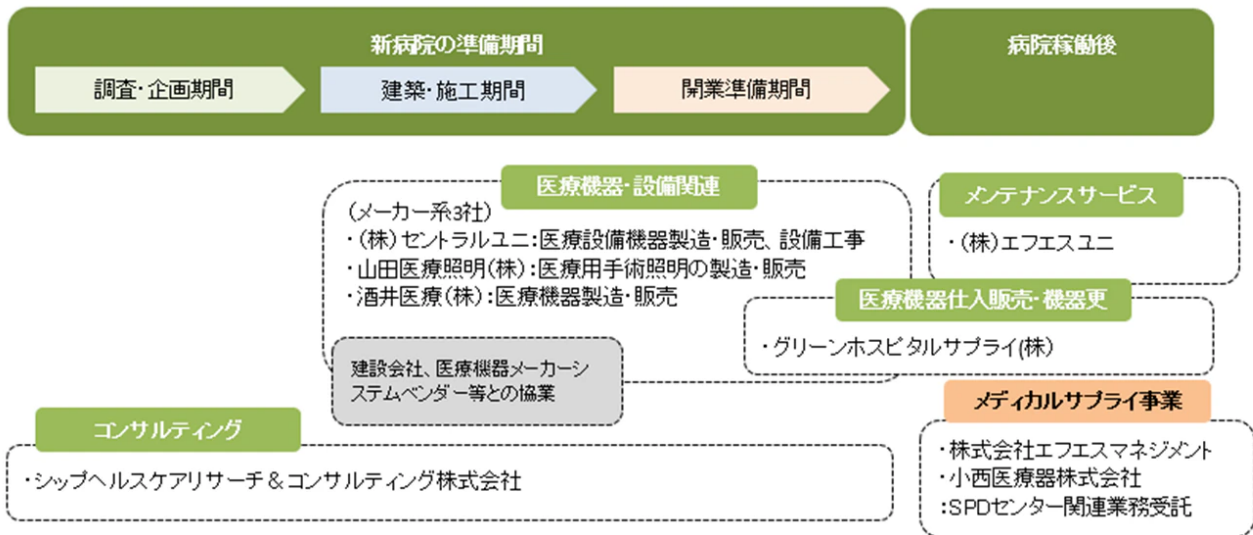 新病院の準備期間
病院稼働後
調査・企画期間
建築・施工期間
開業準備期間
医療機器・設備関連
(メーカー系3社)
・(株)セントラルユニ:医療設備機器製造・販売、設備工事
・山田医療照明(株):医療用手術照明の製造・販売
・酒井医療(株):医療機器製造・販売
建設会社、医療機器メーカーシ
ステムベンダー等との協業
メンテナンスサービス
・(株)エフエスユニ
医療機器仕入販売・機器更
・グリーンホスピタルサプライ(株)
コンサルティング
・シップヘルスケアリサーチ&コンサルティング株式会社
メディカルサプライ事業
・株式会社エフエスマネジメント
・小西医療器株式会社
:SPDセンター関連業務受託